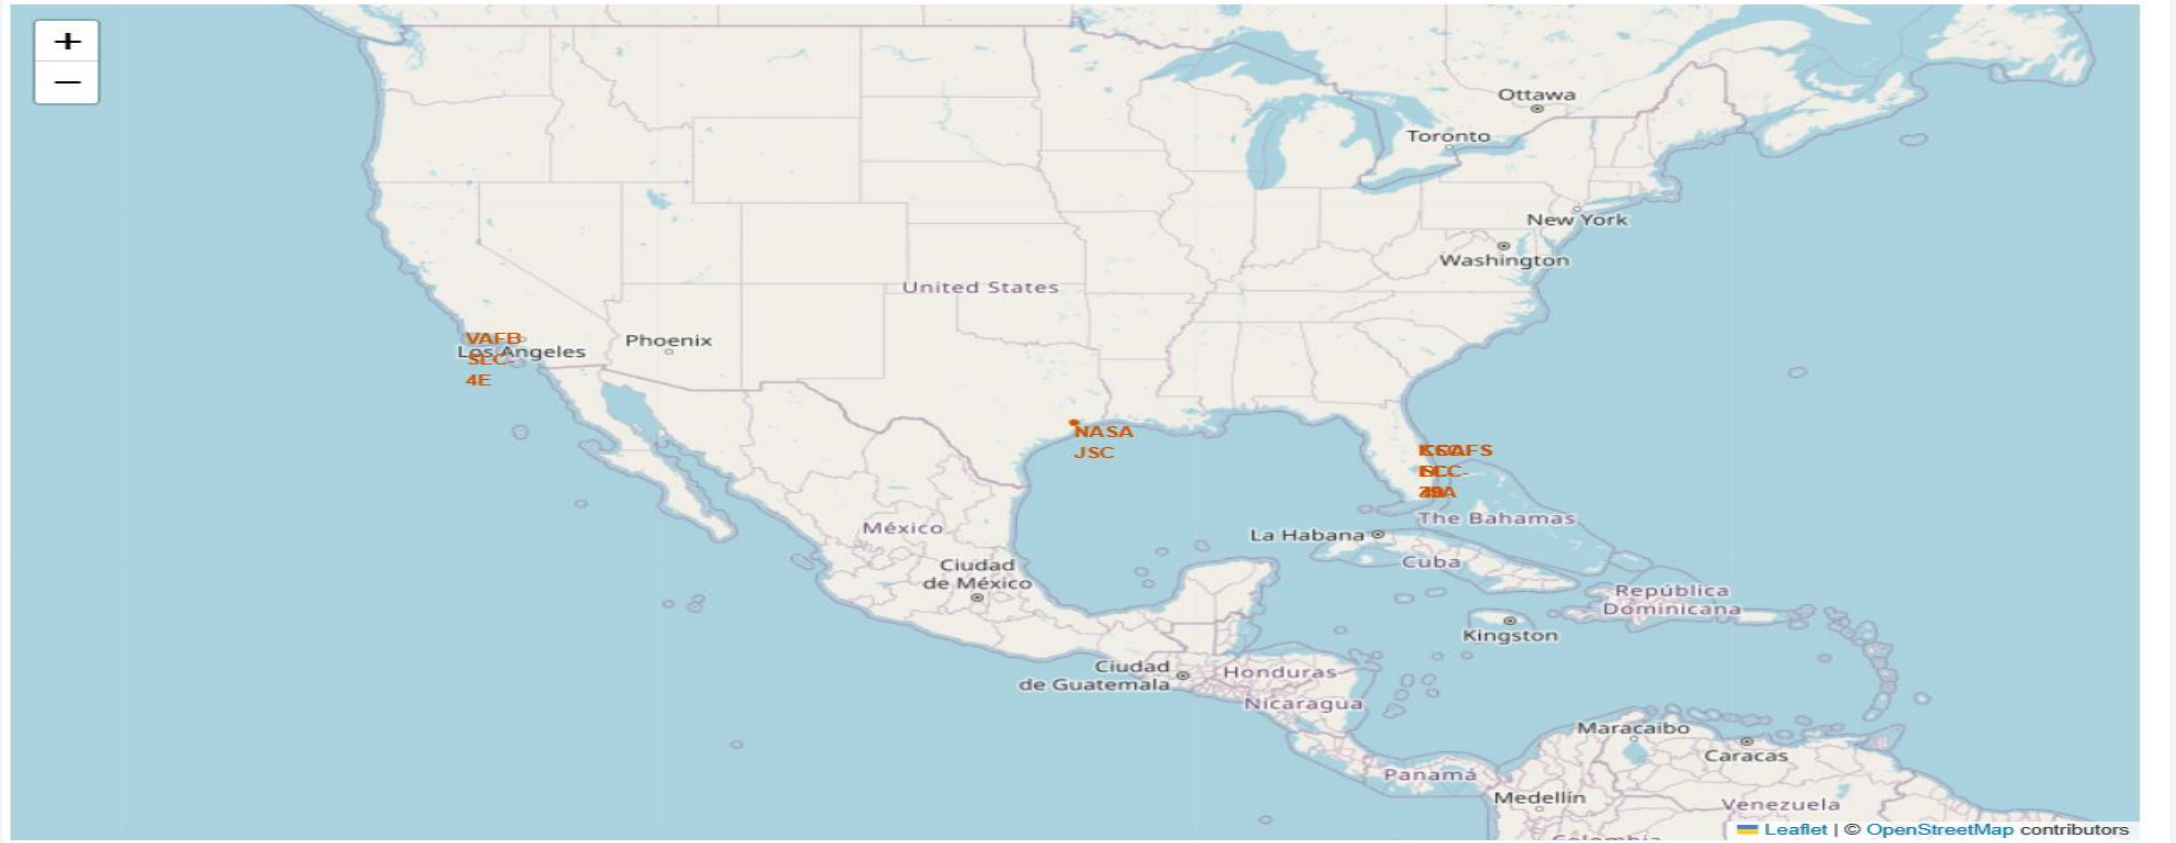 +
−
Ottawa
Toronto
New York
Washington
United States
VAFB
SLC-
4E
Los Angeles
Phoenix
NASA
JSC
The Bahamas
La Habana
México
Cuba
Ciudad
de México
República
Dominicana
Kingston
Ciudad
de Guatemala
Honduras
Nicaragua
Maracaibo
Caracas
Panamá
Medellín
Venezuela
Colombia
Leaflet | © OpenStreetMap contributors